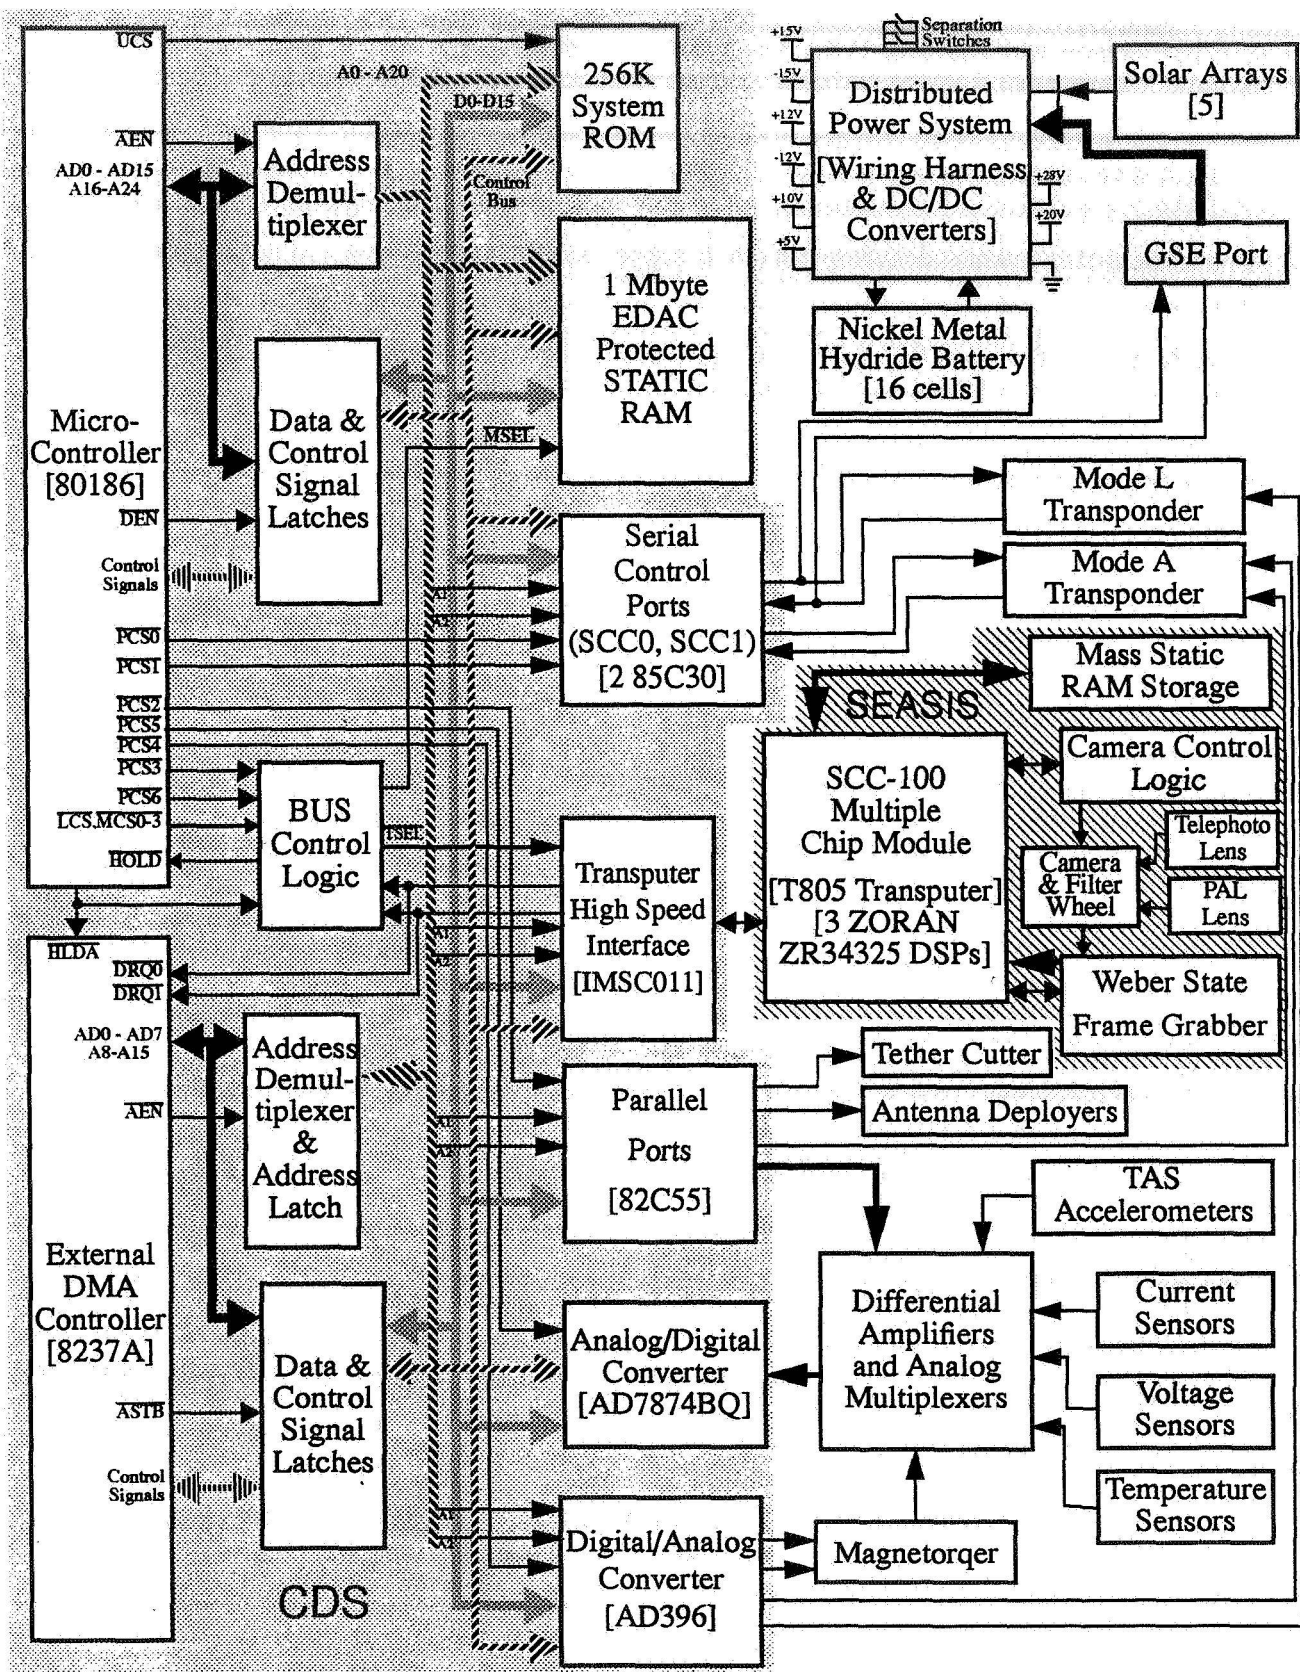 UCS
AEN
AD0 - AD15
A16-A24
Micro-
Controller
[80186]
DEN
Control
Signals
PCS0
PCS1
PCS2
PCS5
PCS4
PCS3
PCS6
LCS,MCS0-3
HOLD
HLDA
DRQ0
DRQ1
AD0 - AD7
A8-A15
AEN
External
DMA
Controller
[8237A]
ASTB
Control
Signals
Address
Demul-
tiplexer
Data &
Control
Signal
Latches
BUS
Control
Logic
Address
Demul-
tiplexer
&
Address
Latch
Data &
Control
Signal
Latches
CDS
A0 - A20
D0-D15
Control
Bus
MSEL
TSEL
A1
A2
A1
A2
A1
A2
A1
A2
256K
System
ROM
1 Mbyte
EDAC
Protected
STATIC
RAM
Serial
Control
Ports
(SCC0, SCC1)
[2 85C30]
Transputer
High Speed
Interface
[IMSC011]
Parallel
Ports
[82C55]
Analog/Digital
Converter
[AD7874BQ]
Digital/Analog
Converter
[AD396]
Separation
Switches
+15V
-15V
+12V
-12V
+10V
+5V
Distributed
Power System
[Wiring Harness
& DC/DC
Converters]
+28V
+20V
Solar Arrays
[5]
GSE Port
Nickel Metal
Hydride Battery
[16 cells]
Mode L
Transponder
Mode A
Transponder
SEASIS
Mass Static
RAM Storage
SCC-100
Multiple
Chip Module
[T805 Transputer]
[3 ZORAN
ZR34325 DSPs]
Camera Control
Logic
Camera
& Filter
Wheel
Telephoto
Lens
PAL
Lens
Weber State
Frame Grabber
Tether Cutter
Antenna Deployers
TAS
Accelerometers
Differential
Amplifiers
and Analog
Multiplexers
Current
Sensors
Voltage
Sensors
Temperature
Sensors
Magnetorqer